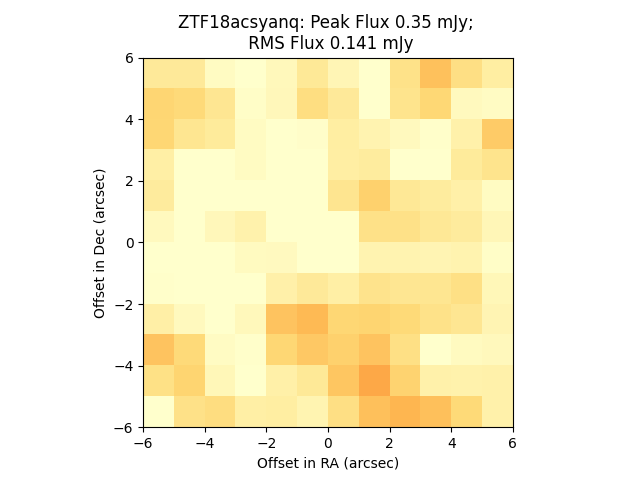 ZTF18acsyanq: Peak Flux 0.35 mJy;
RMS Flux 0.141 mJy
6
4
2
0
−2
−4
−6
Offset in Dec (arcsec)
−6 −4 −2 0 2 4 6
Offset in RA (arcsec)